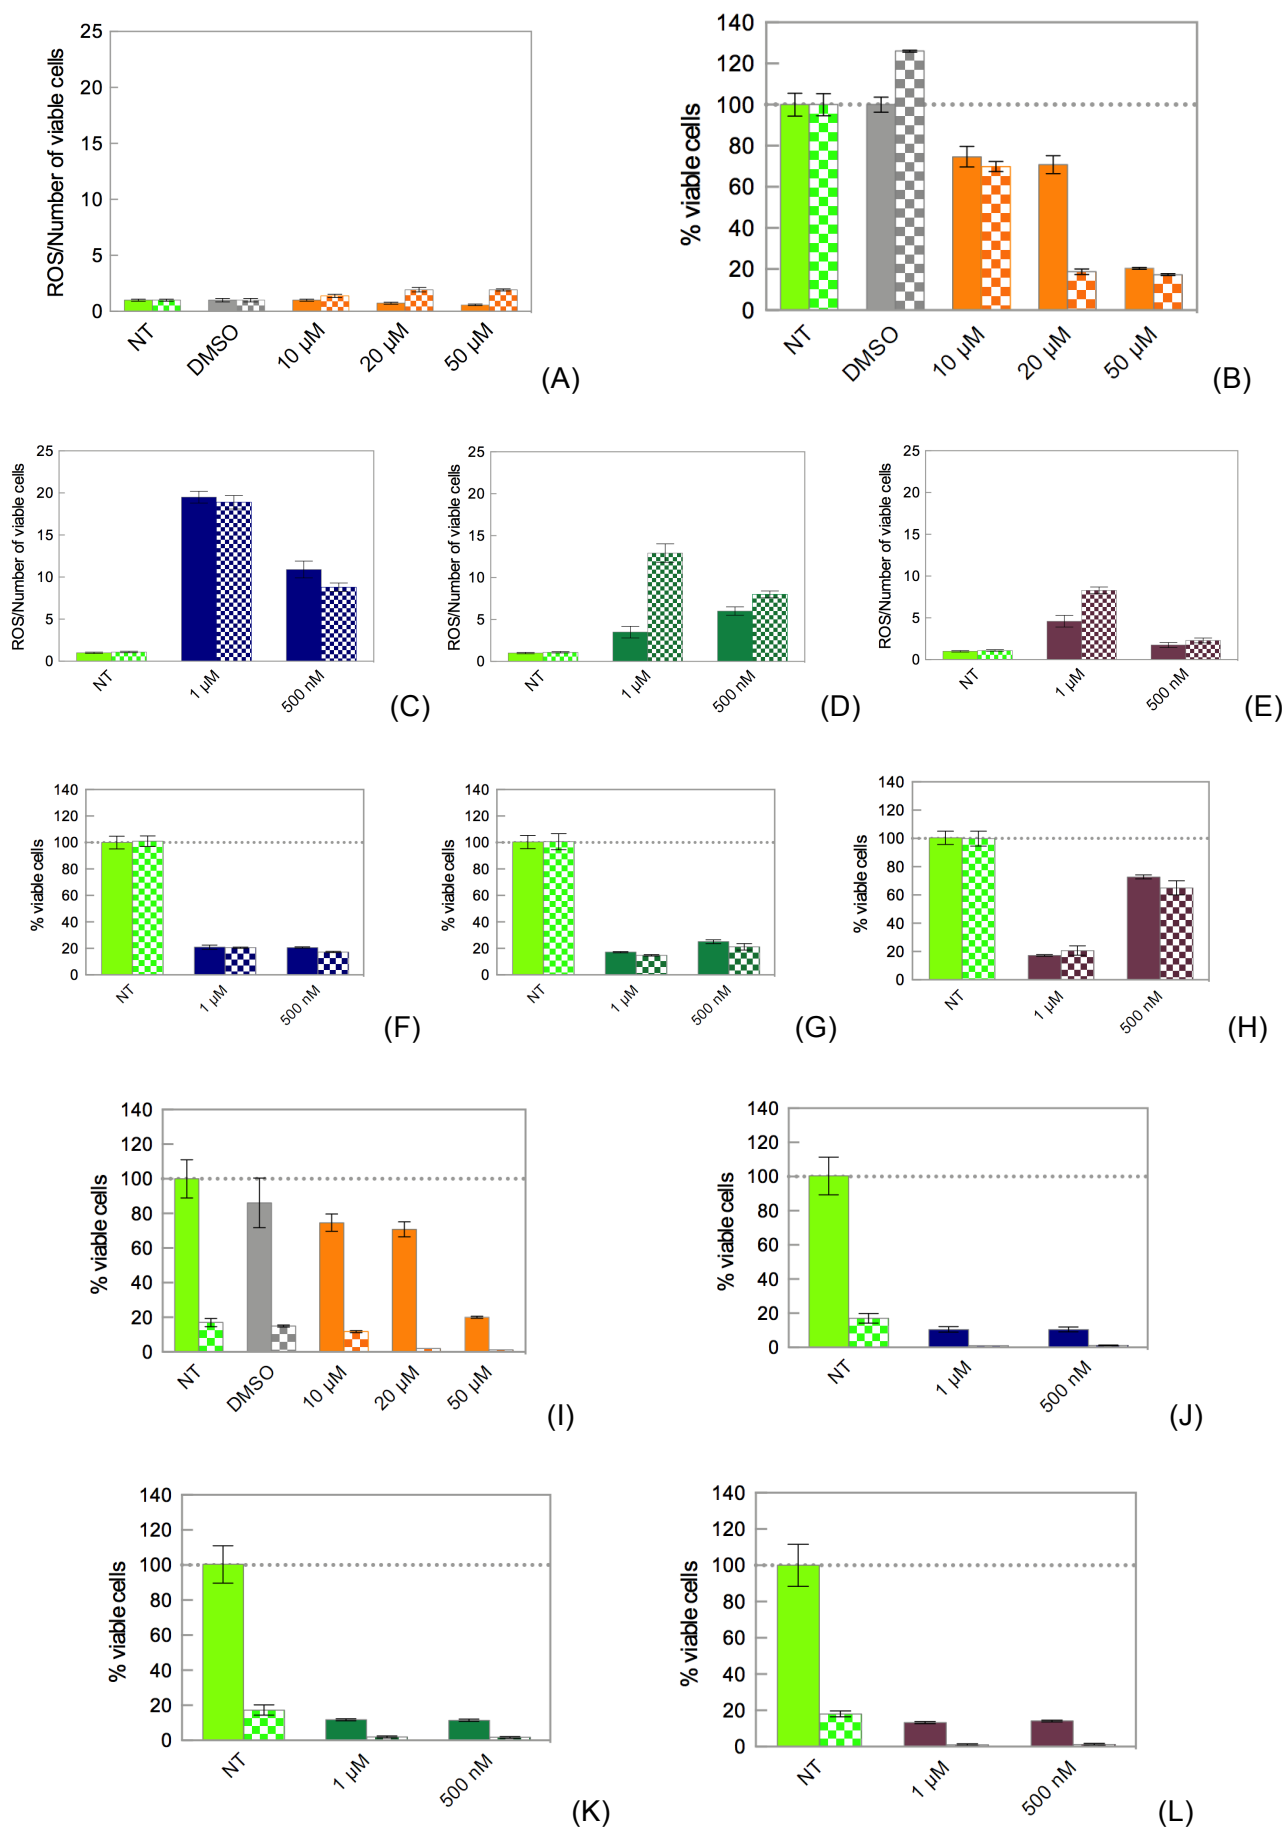 ROS/Number of viable cells
25
20
15
10
5
0
NT
DMSO
10 µM
20 µM
50 µM
(A)
% viable cells
140
120
100
80
60
40
20
0
NT
DMSO
10 µM
20 µM
50 µM
(B)
ROS/Number of viable cells
25
20
15
10
5
0
NT
1 µM
500 nM
(C)
ROS/Number of viable cells
25
20
15
10
5
0
NT
1 µM
500 nM
(D)
ROS/Number of viable cells
25
20
15
10
5
0
NT
1 µM
500 nM
(E)
% viable cells
140
120
100
80
60
40
20
0
NT
1 µM
500 nM
(F)
% viable cells
140
120
100
80
60
40
20
0
NT
1 µM
500 nM
(G)
% viable cells
140
120
100
80
60
40
20
0
NT
1 µM
500 nM
(H)
% viable cells
140
120
100
80
60
40
20
0
NT
DMSO
10 µM
20 µM
50 µM
(I)
% viable cells
140
120
100
80
60
40
20
0
NT
1 µM
500 nM
(J)
% viable cells
140
120
100
80
60
40
20
0
NT
1 µM
500 nM
(K)
% viable cells
140
120
100
80
60
40
20
0
NT
1 µM
500 nM
(L)